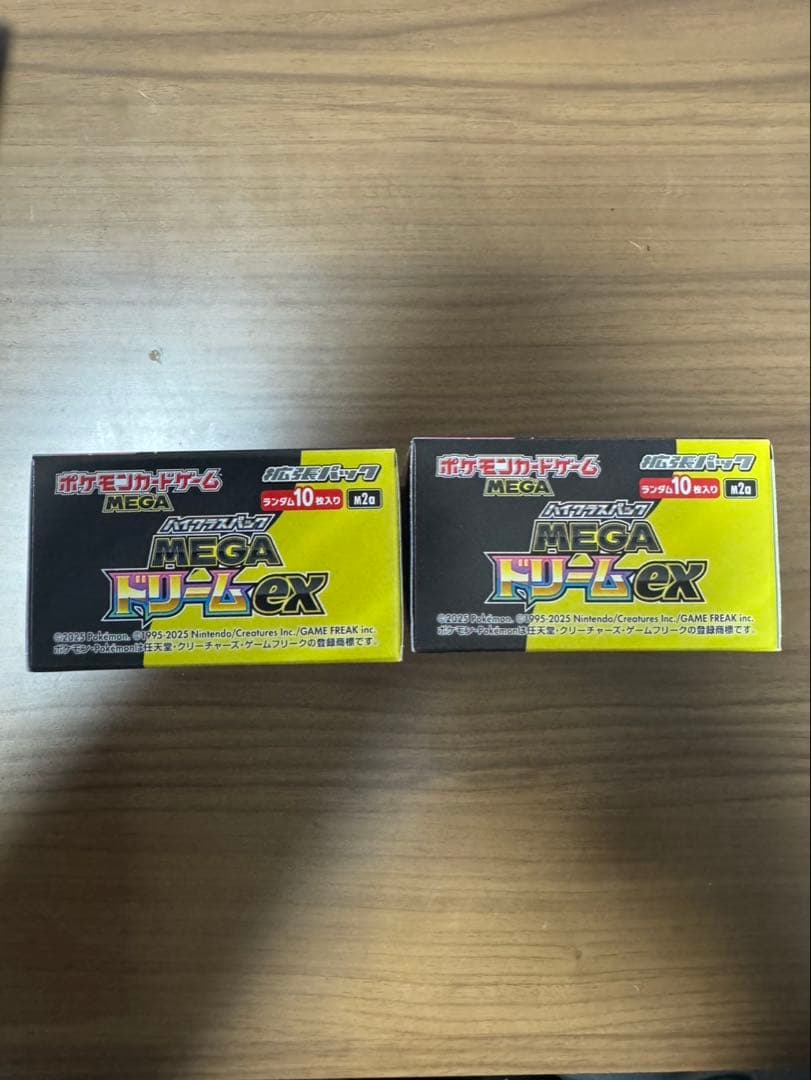 ポケモンカードゲーム
MEGA
拡張パック
ランダム10枚入り
M2a
ハイクラスパック
MEGA
ドリームex
©2025 Pokémon. ©1995-2025 Nintendo/Creatures Inc./GAME FREAK inc.
ポケモン・Pokémonは任天堂・クリーチャーズ・ゲームフリークの登録商標です。
ポケモンカードゲーム
MEGA
拡張パック
ランダム10枚入り
M2a
ハイクラスパック
MEGA
ドリームex
©2025 Pokémon. ©1995-2025 Nintendo/Creatures Inc./GAME FREAK inc.
ポケモン・Pokémonは任天堂・クリーチャーズ・ゲームフリークの登録商標です。